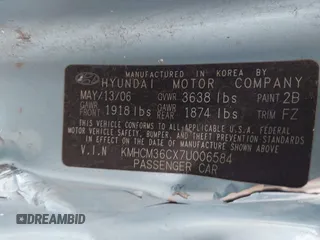 MANUFACTURED IN KOREA BY
HYUNDAI MOTOR COMPANY
MAY/13/06 GVWR 3638 lbs PAINT 2B
GAWR FRONT 1918 lbs GAWR REAR 1874 lbs TRIM FZ
THIS VEHICLE CONFORMS TO ALL APPLICABLE U.S.A. FEDERAL
MOTOR VEHICLE SAFETY, BUMPER, AND THEFT PREVENTION
STANDARDS IN EFFECT ON THE DATE OF MANUFACTURE SHOWN ABOVE.
V.I.N KMHCM36CX7U006584
PASSENGER CAR
© DREAMBID